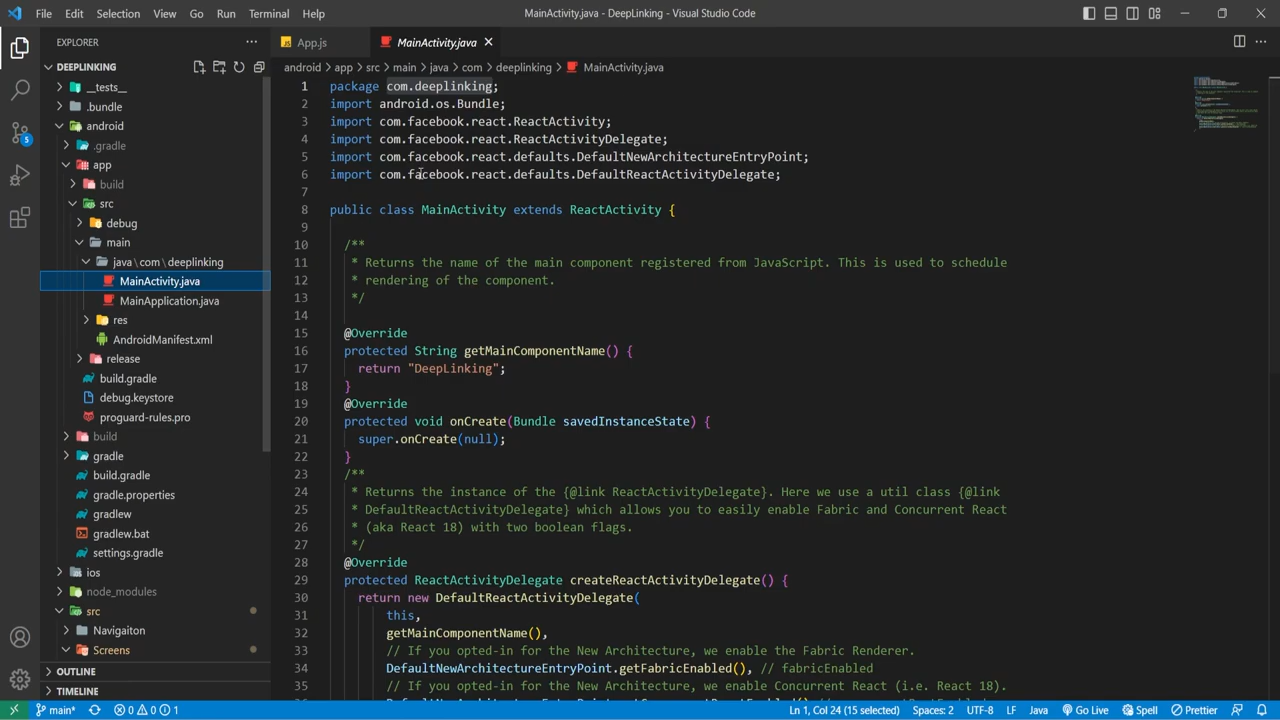 File Edit Selection View Go Run Terminal Help
MainActivity.java - DeepLinking - Visual Studio Code
EXPLORER
DEEPLINKING
__tests__
.bundle
android
.gradle
app
build
src
debug
main
java\com\deeplinking
MainActivity.java
MainApplication.java
res
AndroidManifest.xml
release
build.gradle
debug.keystore
proguard-rules.pro
build
gradle
build.gradle
gradle.properties
gradlew
gradlew.bat
settings.gradle
ios
node_modules
src
Navigaiton
Screens
OUTLINE
TIMELINE
5
App.js
MainActivity.java
android > app > src > main > java > com > deeplinking > MainActivity.java
1 package com.deeplinking;
2 import android.os.Bundle;
3 import com.facebook.react.ReactActivity;
4 import com.facebook.react.ReactActivityDelegate;
5 import com.facebook.react.defaults.DefaultNewArchitectureEntryPoint;
6 import com.facebook.react.defaults.DefaultReactActivityDelegate;
7
8 public class MainActivity extends ReactActivity {
9
10 /**
11 * Returns the name of the main component registered from JavaScript. This is used to schedule
12 * rendering of the component.
13 */
14
15 @Override
16 protected String getMainComponentName() {
17 return "DeepLinking";
18 }
19 @Override
20 protected void onCreate(Bundle savedInstanceState) {
21 super.onCreate(null);
22 }
23 /**
24 * Returns the instance of the {@link ReactActivityDelegate}. Here we use a util class {@link
25 * DefaultReactActivityDelegate} which allows you to easily enable Fabric and Concurrent React
26 * (aka React 18) with two boolean flags.
27 */
28 @Override
29 protected ReactActivityDelegate createReactActivityDelegate() {
30 return new DefaultReactActivityDelegate(
31 this,
32 getMainComponentName(),
33 // If you opted-in for the New Architecture, we enable the Fabric Renderer.
34 DefaultNewArchitectureEntryPoint.getFabricEnabled(), // fabricEnabled
35 // If you opted-in for the New Architecture, we enable Concurrent React (i.e. React 18).
main* 0 0 1 Ln 1, Col 24 (15 selected) Spaces: 2 UTF-8 LF Java Go Live Spell Prettier